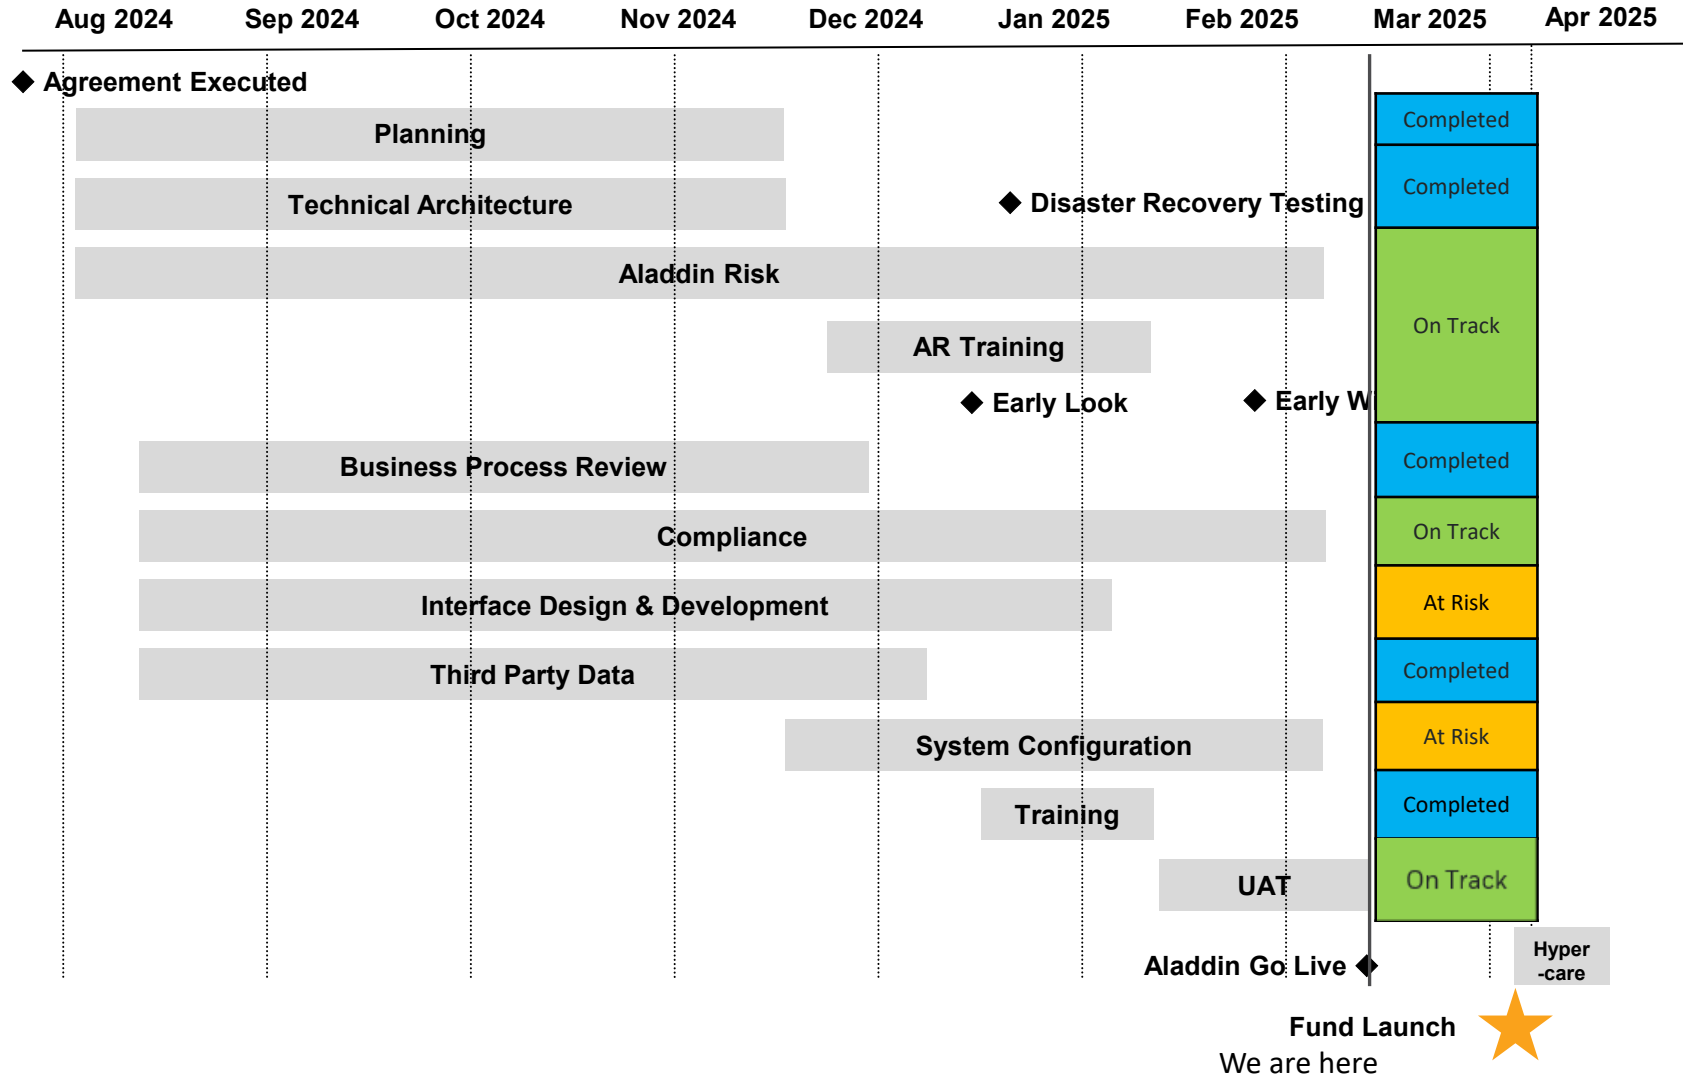 Aug 2024 Sep 2024 Oct 2024 Nov 2024 Dec 2024 Jan 2025 Feb 2025 Mar 2025 Apr 2025
Agreement Executed
Planning
Completed
Technical Architecture
Disaster Recovery Testing
Completed
Aladdin Risk
On Track
AR Training
Early Look
Early
Business Process Review
Completed
Compliance
On Track
Interface Design & Development
At Risk
Third Party Data
Completed
System Configuration
At Risk
Training
Completed
UAT
On Track
Hyper
-care
Aladdin Go Live
Fund Launch
We are here